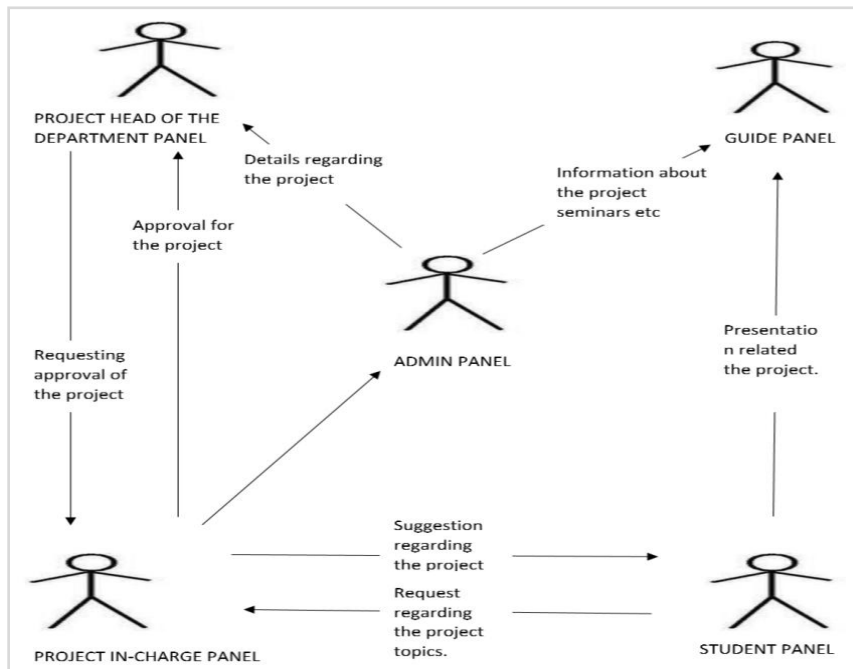 PROJECT HEAD OF THE
DEPARTMENT PANEL
GUIDE PANEL
Details regarding
the project
Information about
the project
seminars etc
Approval for
the project
ADMIN PANEL
Requesting
approval of
the project
Presentatio
n related
the project.
Suggestion
regarding
the project
Request
regarding
the project
topics.
PROJECT IN-CHARGE PANEL
STUDENT PANEL